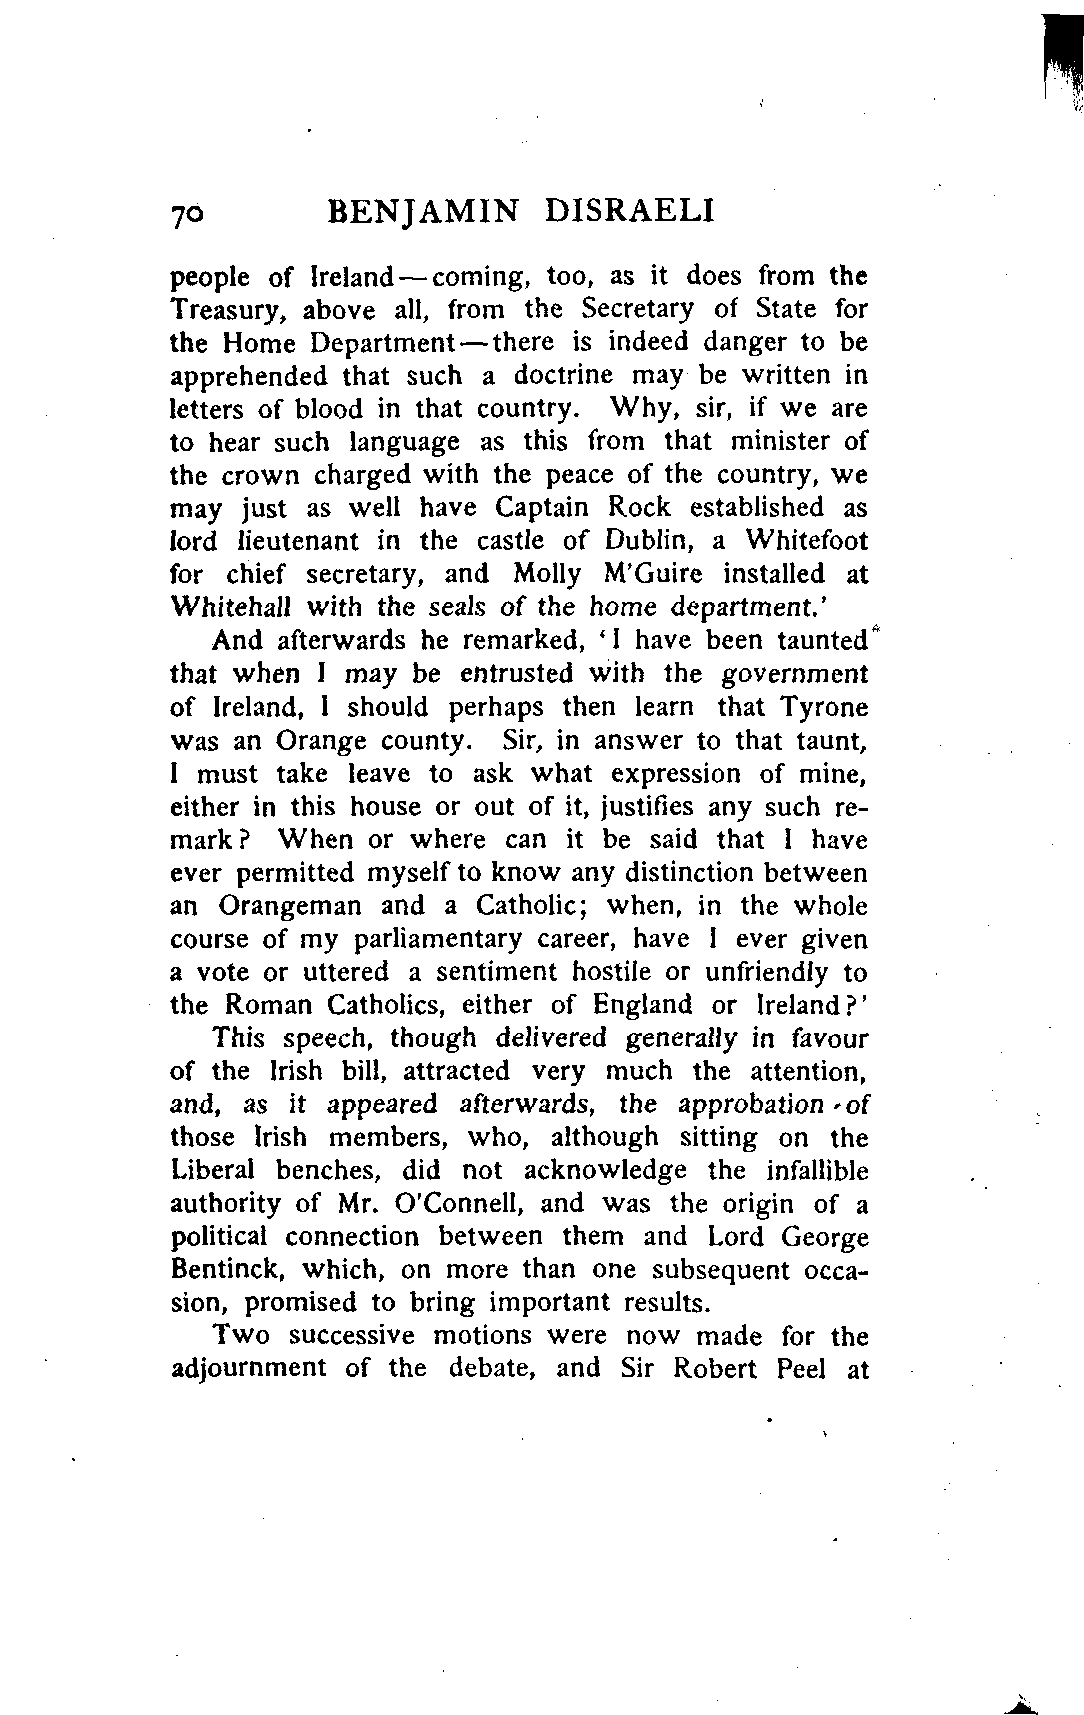 70 BENJAMIN DISRAELI
people of Ireland—coming, too, as it does from the
Treasury, above all, from the Secretary of State for
the Home Department—there is indeed danger to be
apprehended that such a doctrine may be written in
letters of blood in that country. Why, sir, if we are
to hear such language as this from that minister of
the crown charged with the peace of the country, we
may just as well have Captain Rock established as
lord lieutenant in the castle of Dublin, a Whitefoot
for chief secretary, and Molly M'Guire installed at
Whitehall with the seals of the home department.'
And afterwards he remarked, 'I have been taunted
that when I may be entrusted with the government
of Ireland, I should perhaps then learn that Tyrone
was an Orange county. Sir, in answer to that taunt,
I must take leave to ask what expression of mine,
either in this house or out of it, justifies any such re-
mark? When or where can it be said that I have
ever permitted myself to know any distinction between
an Orangeman and a Catholic; when, in the whole
course of my parliamentary career, have I ever given
a vote or uttered a sentiment hostile or unfriendly to
the Roman Catholics, either of England or Ireland?'
This speech, though delivered generally in favour
of the Irish bill, attracted very much the attention,
and, as it appeared afterwards, the approbation of
those Irish members, who, although sitting on the
Liberal benches, did not acknowledge the infallible
authority of Mr. O'Connell, and was the origin of a
political connection between them and Lord George
Bentinck, which, on more than one subsequent occa-
sion, promised to bring important results.
Two successive motions were now made for the
adjournment of the debate, and Sir Robert Peel at